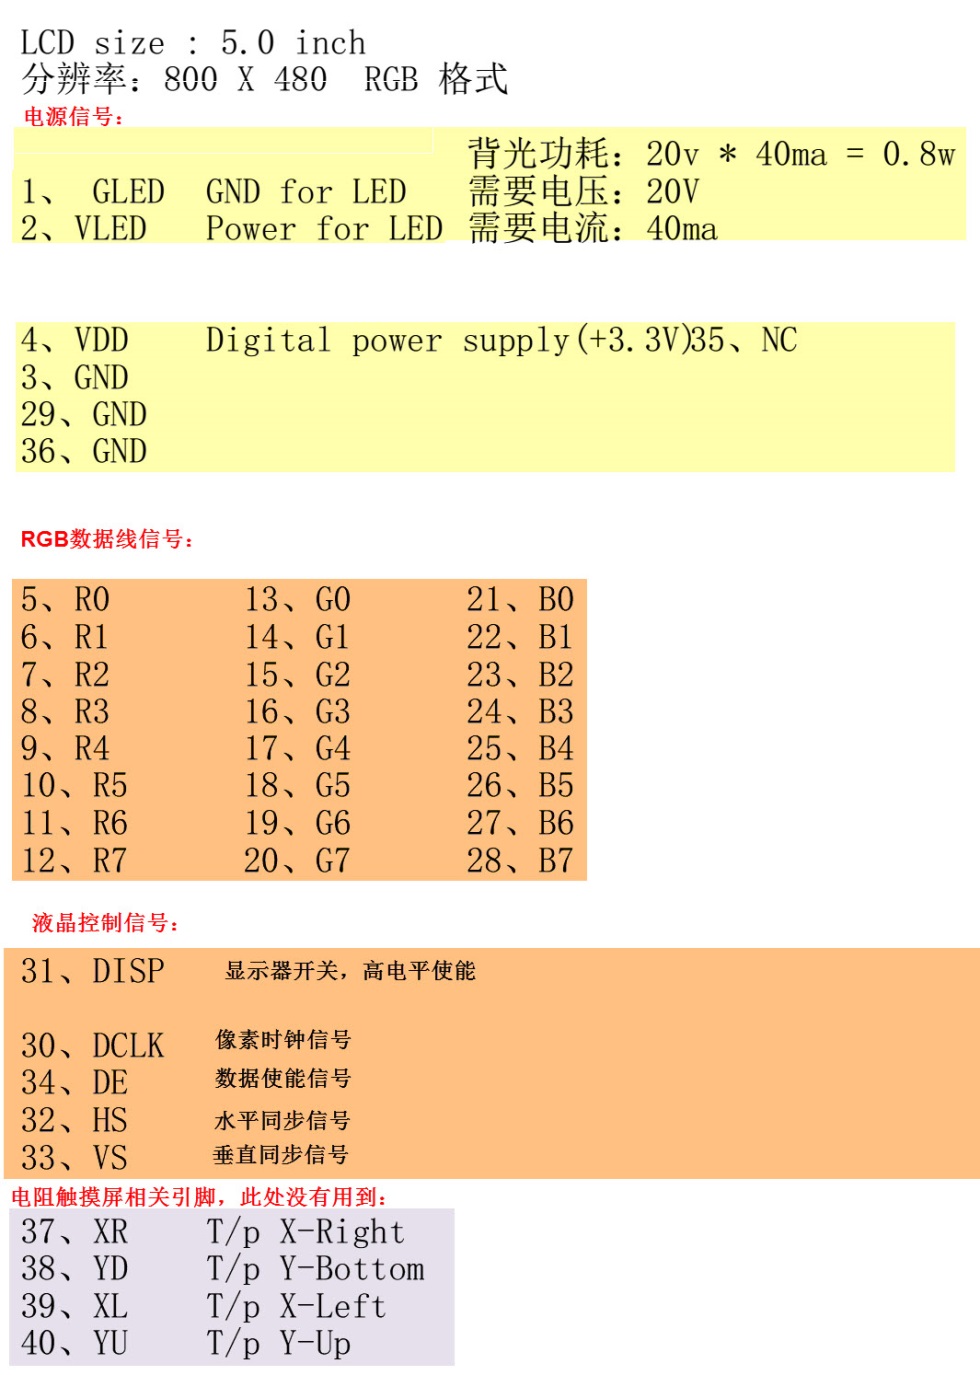 LCD size : 5.0 inch
分辨率：800 X 480  RGB 格式
电源信号：
背光功耗：20v * 40ma = 0.8w
1、 GLED  GND for LED  需要电压：20V
2、VLED  Power for LED  需要电流：40ma
4、VDD  Digital power supply(+3.3V)35、NC
3、GND
29、GND
36、GND
RGB数据线信号：
5、R0  13、G0  21、B0
6、R1  14、G1  22、B1
7、R2  15、G2  23、B2
8、R3  16、G3  24、B3
9、R4  17、G4  25、B4
10、R5  18、G5  26、B5
11、R6  19、G6  27、B6
12、R7  20、G7  28、B7
液晶控制信号：
31、DISP  显示器开关，高电平使能
30、DCLK  像素时钟信号
34、DE  数据使能信号
32、HS  水平同步信号
33、VS  垂直同步信号
电阻触摸屏相关引脚，此处没有用到：
37、XR  T/p X-Right
38、YD  T/p Y-Bottom
39、XL  T/p X-Left
40、YU  T/p Y-Up